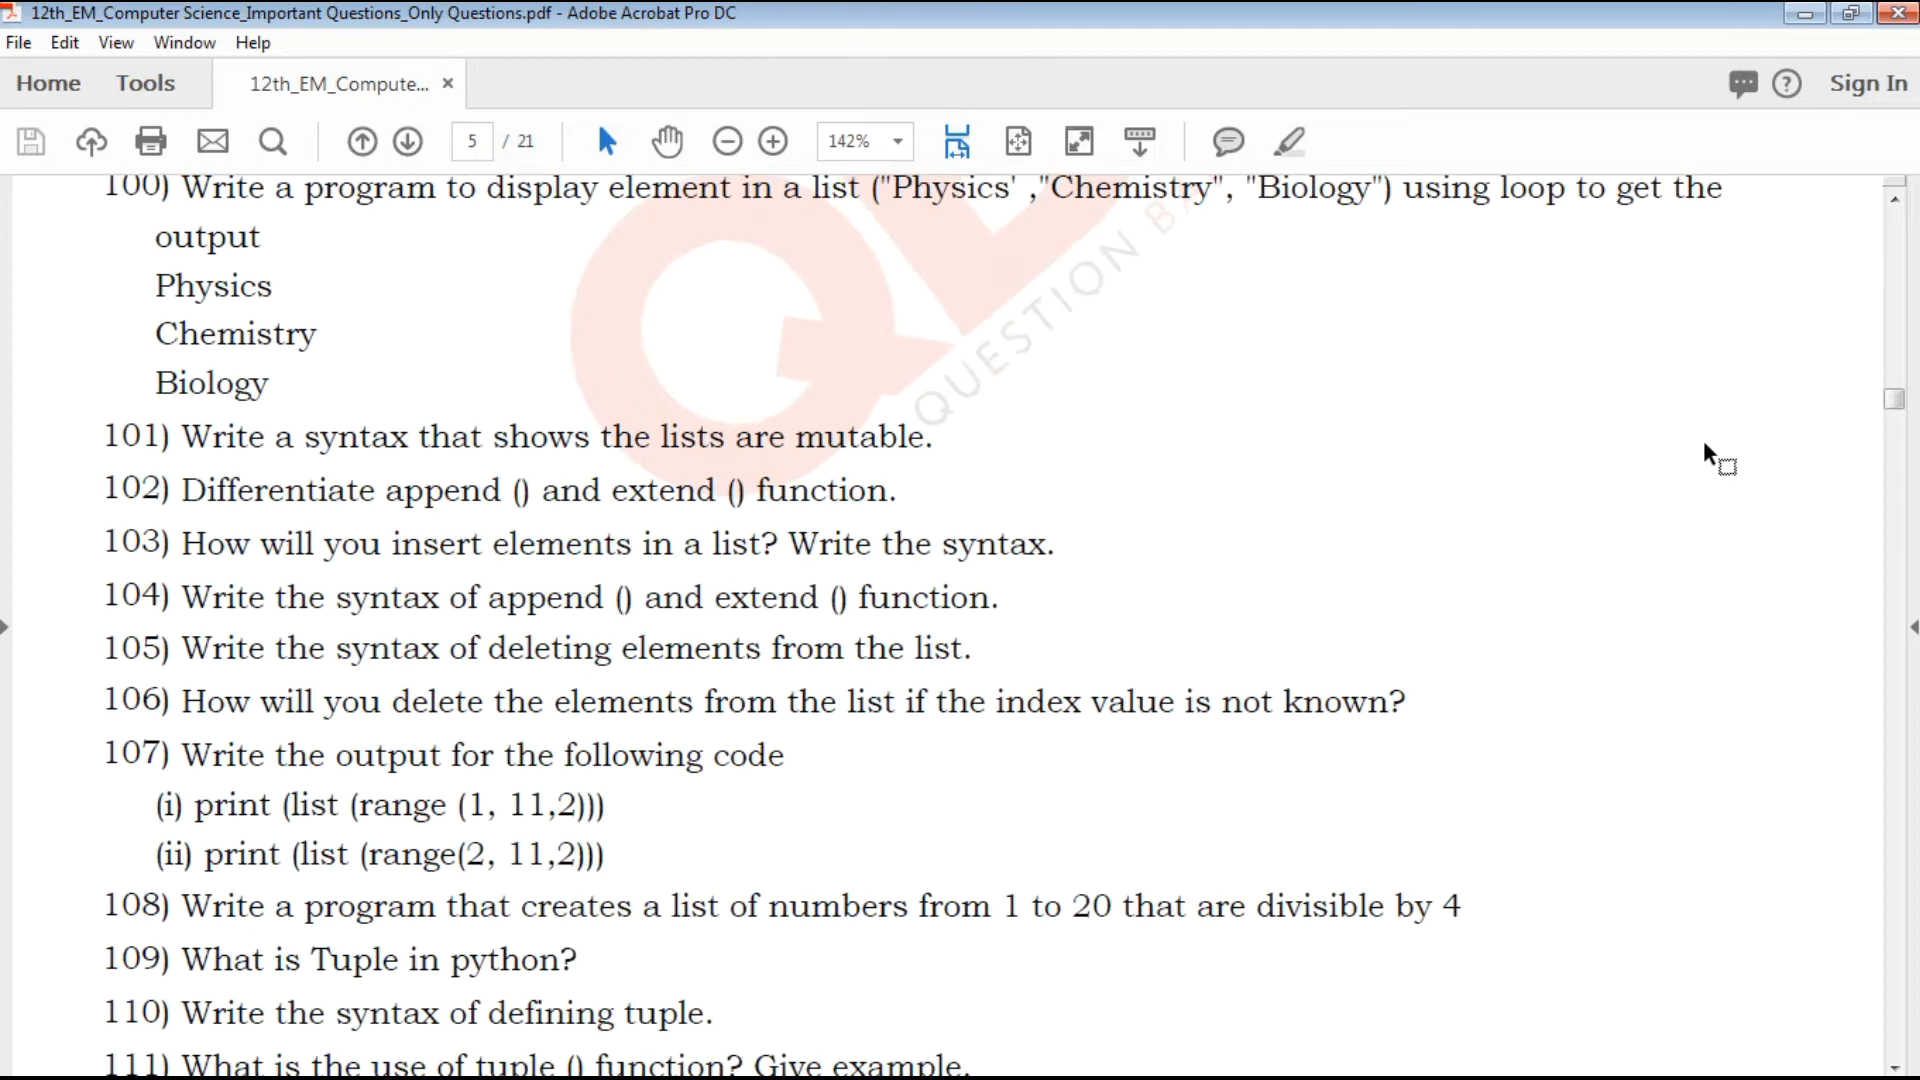 12th_EM_Computer Science_Important Questions_Only Questions.pdf - Adobe Acrobat Pro DC
File Edit View Window Help
Home Tools 12th_EM_Compute... × Sign In
5 / 21 142%
100) Write a program to display element in a list ("Physics' ,"Chemistry", "Biology") using loop to get the
output
Physics
Chemistry
Biology
QUESTION BA
101) Write a syntax that shows the lists are mutable.
102) Differentiate append () and extend () function.
103) How will you insert elements in a list? Write the syntax.
104) Write the syntax of append () and extend () function.
105) Write the syntax of deleting elements from the list.
106) How will you delete the elements from the list if the index value is not known?
107) Write the output for the following code
(i) print (list (range (1, 11,2)))
(ii) print (list (range(2, 11,2)))
108) Write a program that creates a list of numbers from 1 to 20 that are divisible by 4
109) What is Tuple in python?
110) Write the syntax of defining tuple.
111) What is the use of tuple () function? Give example.